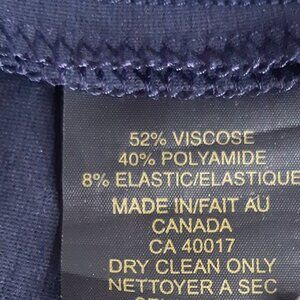 52% VISCOSE
40% POLYAMIDE
8% ELASTIC/ELASTIQUE
MADE IN/FAIT AU
CANADA
CA 40017
DRY CLEAN ONLY
NETTOYER A SEC